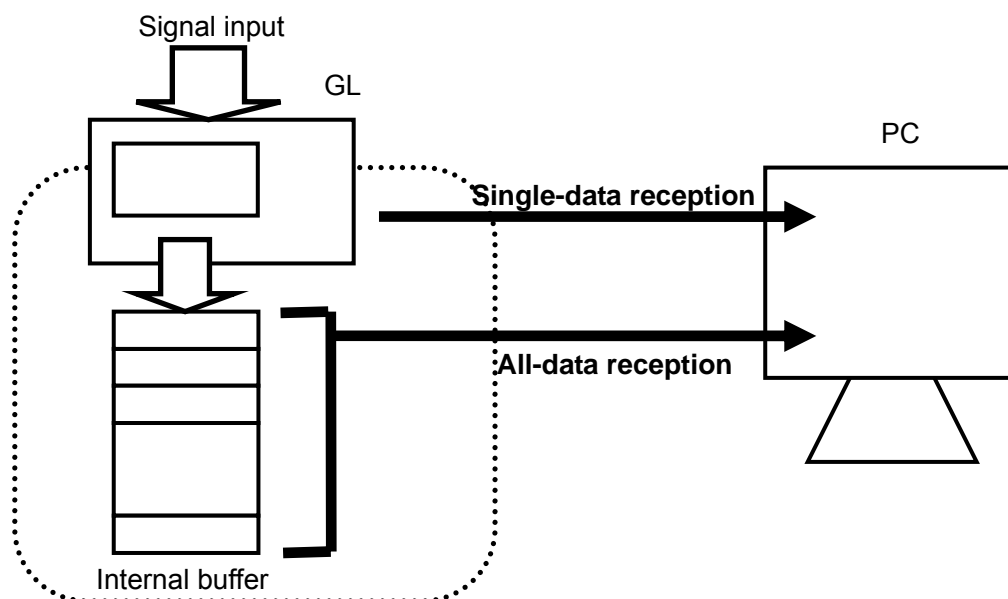 Signal input
GL
PC
Single-data reception
All-data reception
Internal buffer